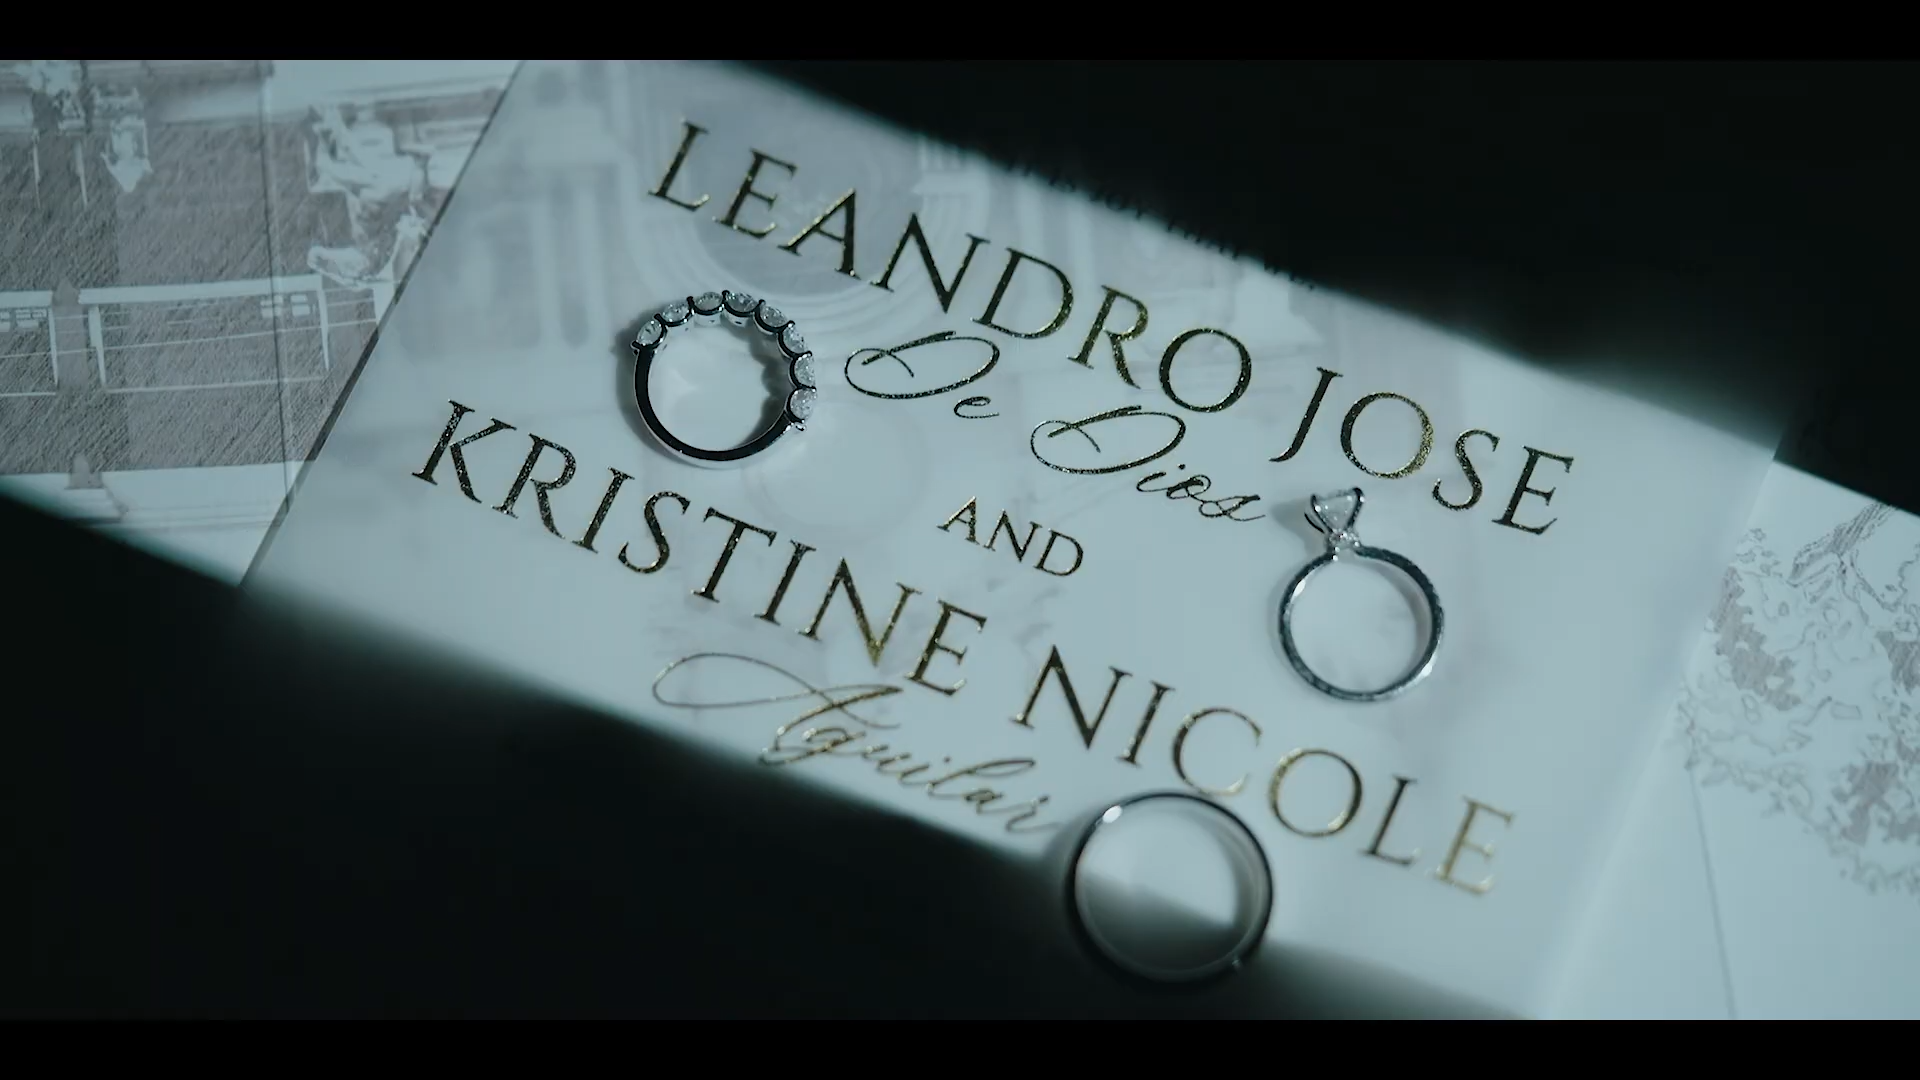 LEANDRO JOSE
De Dios
AND
KRISTINE NICOLE
Aguilar